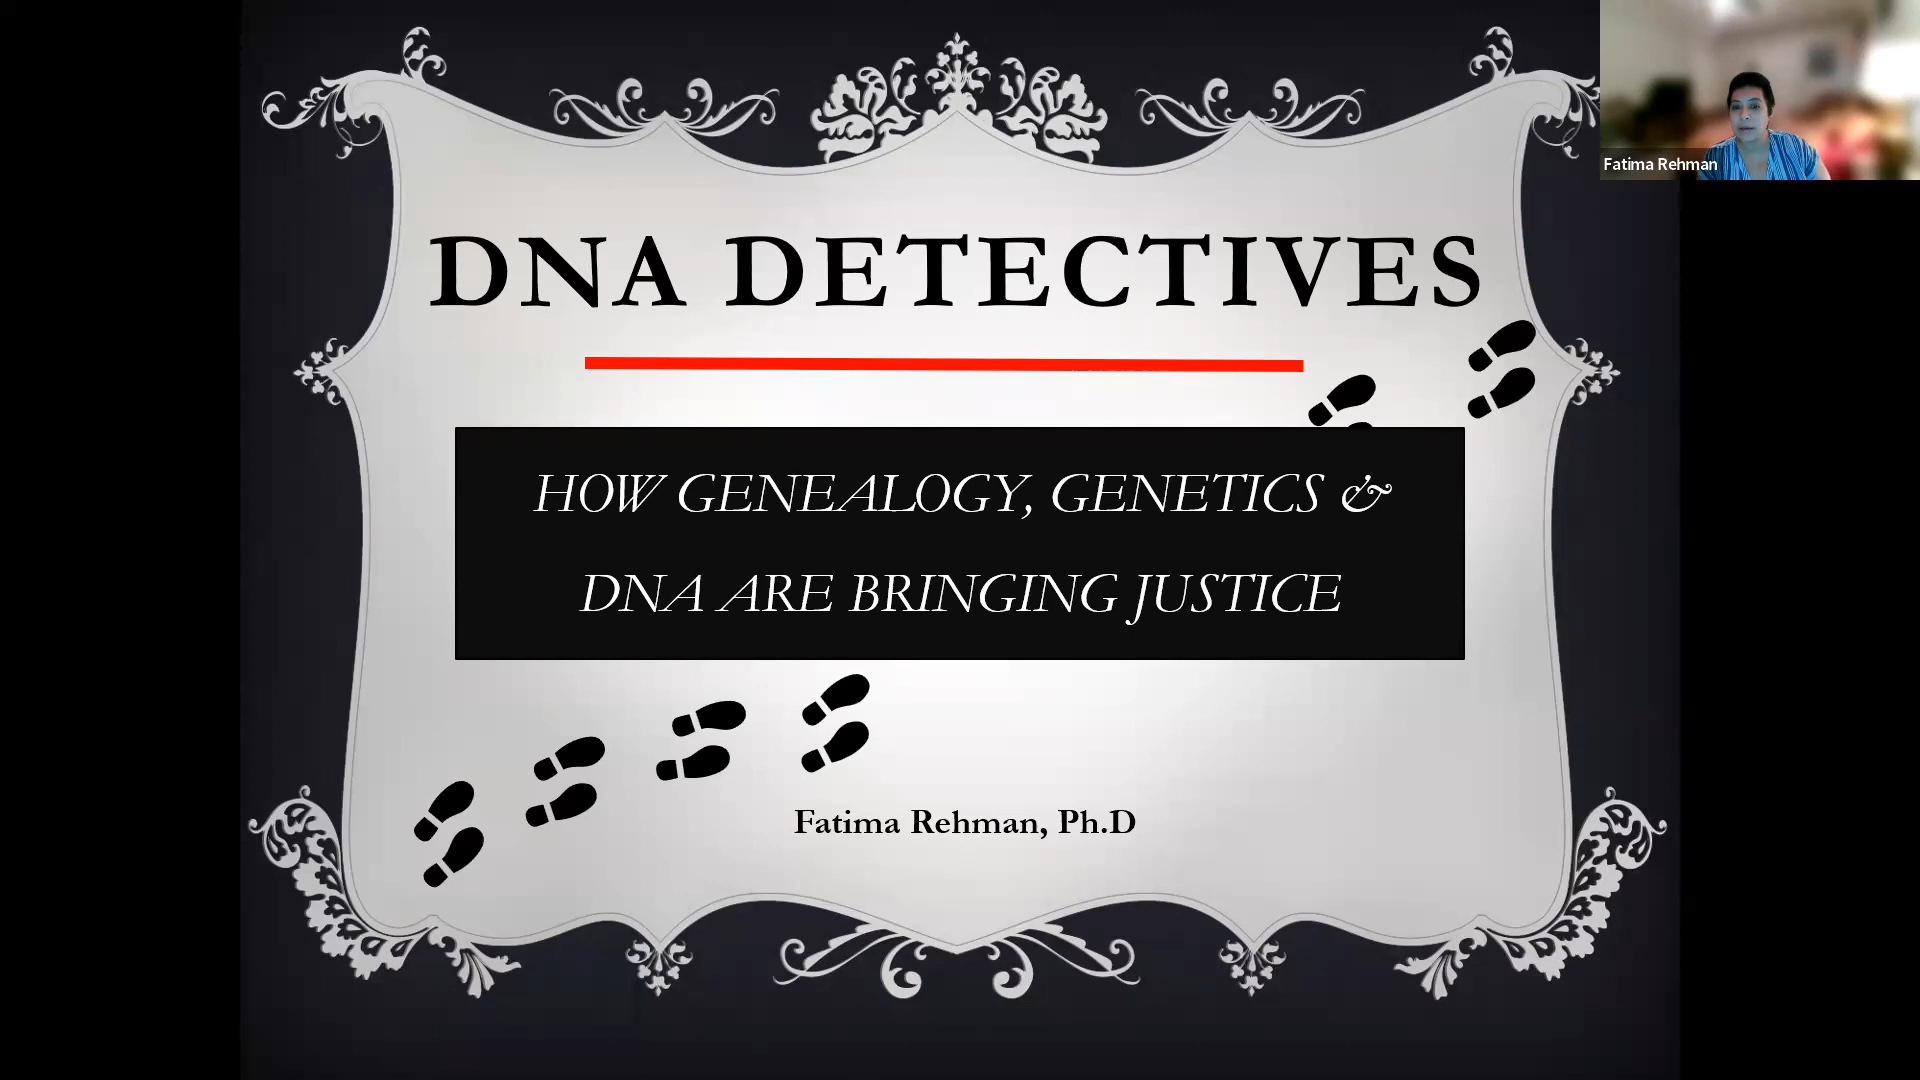 DNA DETECTIVES
HOW GENEALOGY, GENETICS &
DNA ARE BRINGING JUSTICE
Fatima Rehman, Ph.D
Fatima Rehman